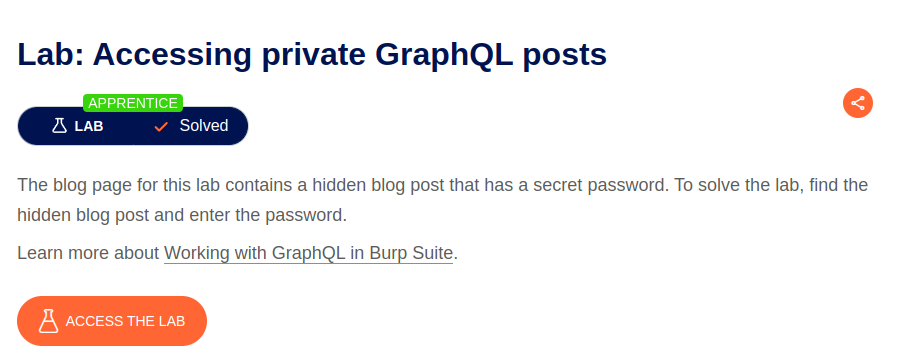 Lab: Accessing private GraphQL posts
APPRENTICE
LAB Solved
The blog page for this lab contains a hidden blog post that has a secret password. To solve the lab, find the
hidden blog post and enter the password.
Learn more about Working with GraphQL in Burp Suite.
ACCESS THE LAB